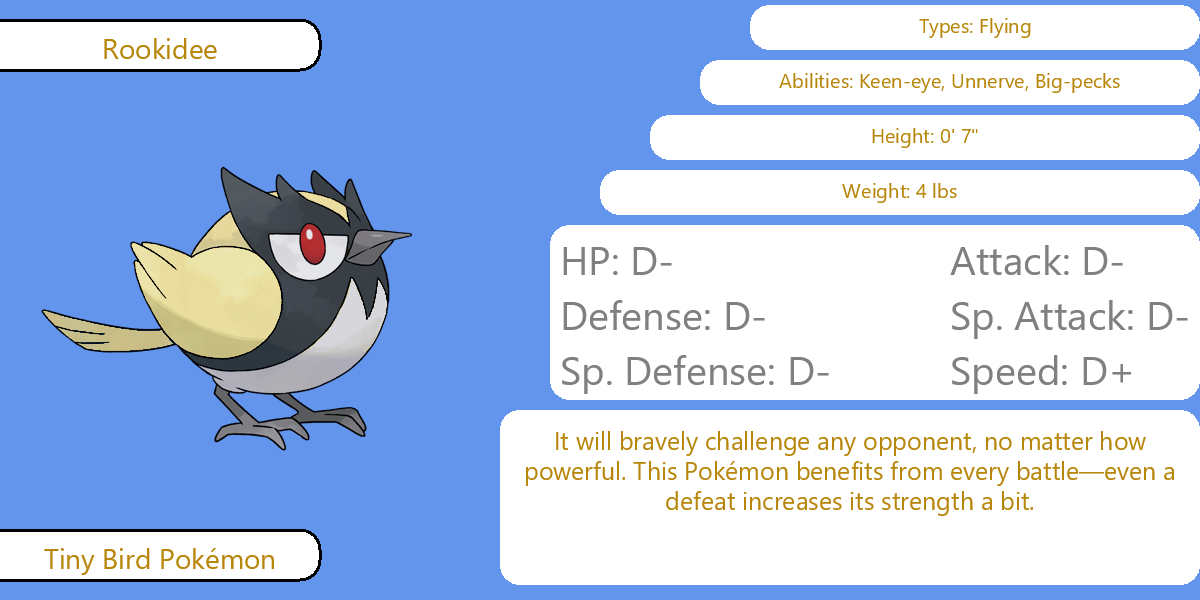 Rookidee
Types: Flying
Abilities: Keen-eye, Unnerve, Big-pecks
Height: 0' 7"
Weight: 4 lbs
HP: D-
Attack: D-
Defense: D-
Sp. Attack: D-
Sp. Defense: D-
Speed: D+
It will bravely challenge any opponent, no matter how
powerful. This Pokémon benefits from every battle—even a
defeat increases its strength a bit.
Tiny Bird Pokémon